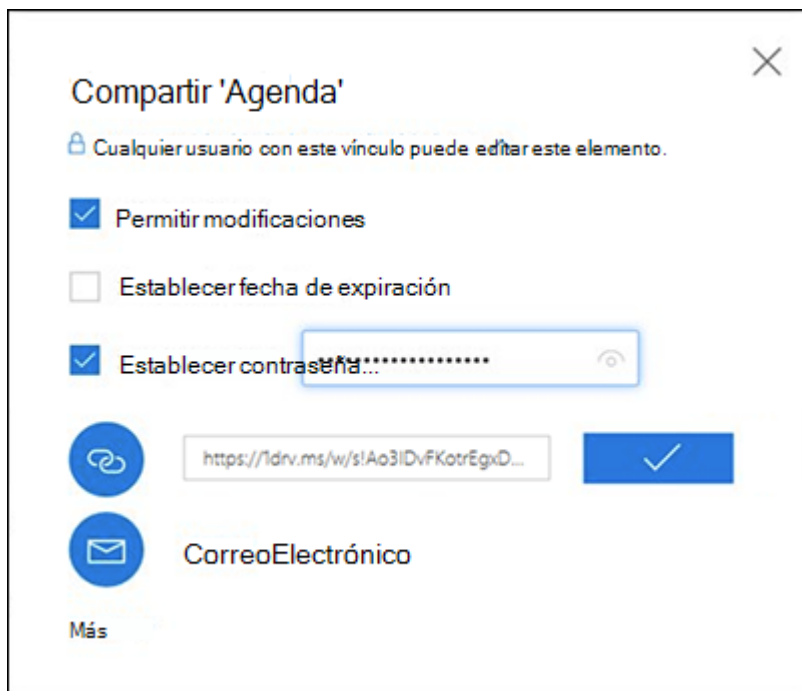 Compartir 'Agenda'
Cualquier usuario con este vínculo puede editar este elemento.
Permitir modificaciones
Establecer fecha de expiración
Establecer contraseña... ••••••••••••••••••••
https://1drv.ms/w/s!Ao3IDvFKotrEgxD...
CorreoElectrónico
Más